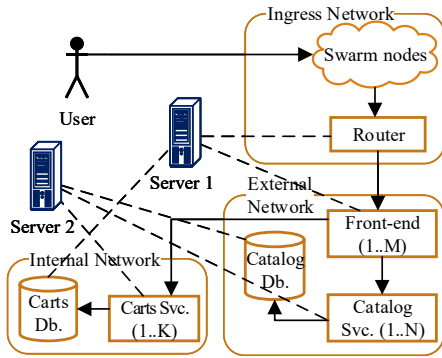 Ingress Network
Swarm nodes
User
Router
Server 1
External
Network
Server 2
Front-end
(1..M)
Catalog
Db.
Internal Network
Carts
Db.
Carts Svc.
(1..K)
Catalog
Svc. (1..N)